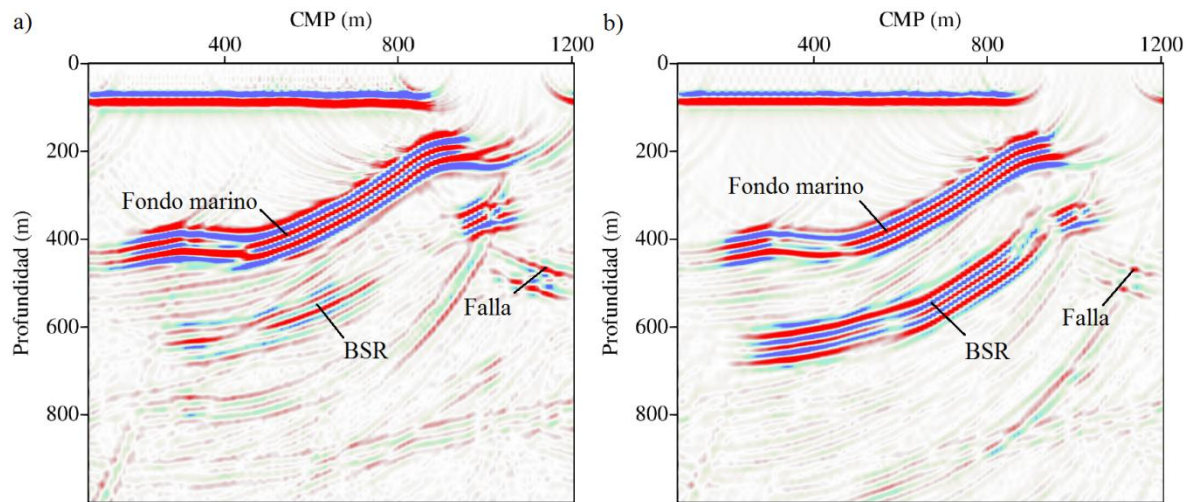 a)
CMP (m)
400 800 1200
0
200
400
600
800
Profundidad (m)
Fondo marino
Falla
BSR
b)
CMP (m)
400 800 1200
0
200
400
600
800
Profundidad (m)
Fondo marino
Falla
BSR